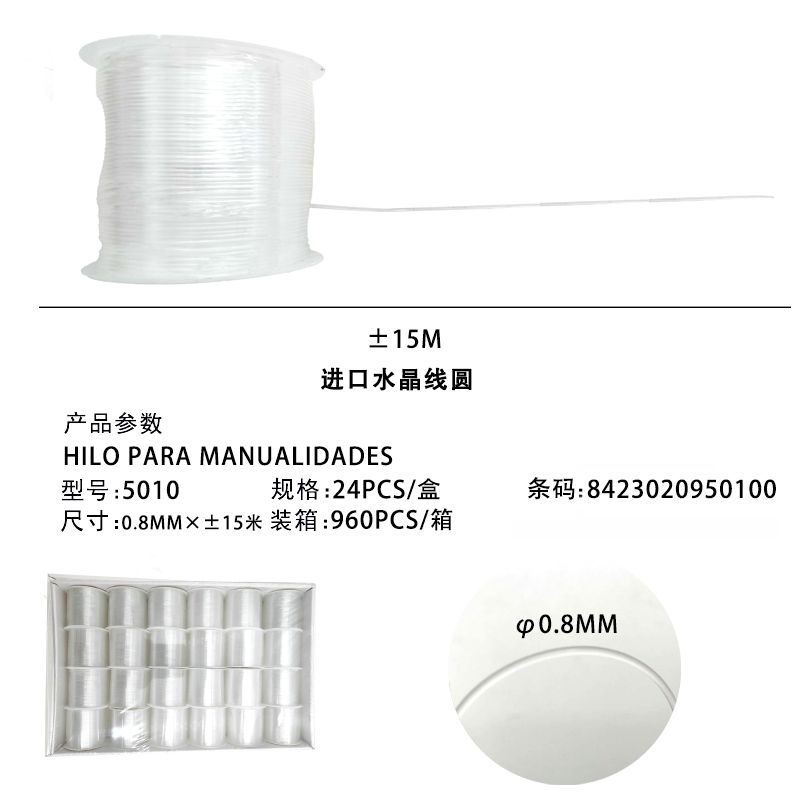 ±15M
进口水晶线圆
产品参数
HILO PARA MANUALIDADES
型号:5010 规格:24PCS/盒 条码:8423020950100
尺寸:0.8MM×±15米 装箱:960PCS/箱
φ0.8MM